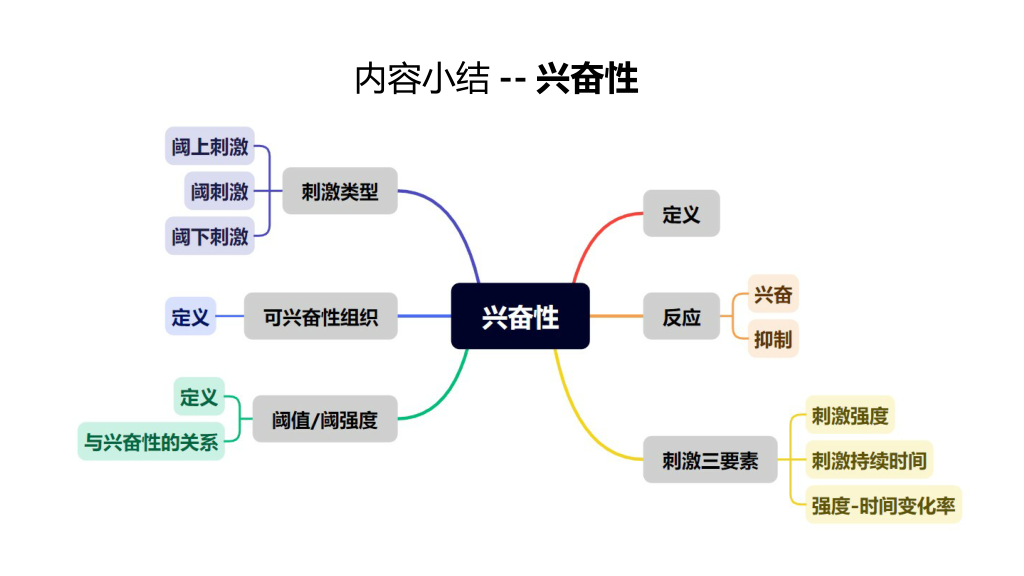 内容小结 -- 兴奋性
阈上刺激
阈刺激
阈下刺激
刺激类型
定义
可兴奋性组织
定义
与兴奋性的关系
阈值/阈强度
兴奋性
定义
反应
兴奋
抑制
刺激三要素
刺激强度
刺激持续时间
强度-时间变化率